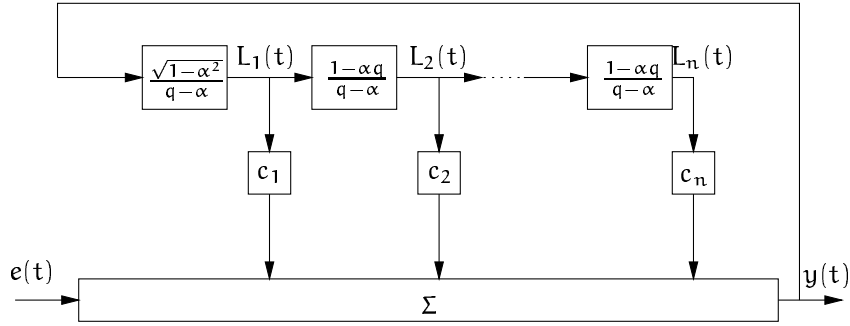 L₁(t) L₂(t) Lₙ(t)
√(1−α²)/(q−α) (1−αq)/(q−α) (1−αq)/(q−α)
c₁ c₂ cₙ
e(t) y(t)
Σ